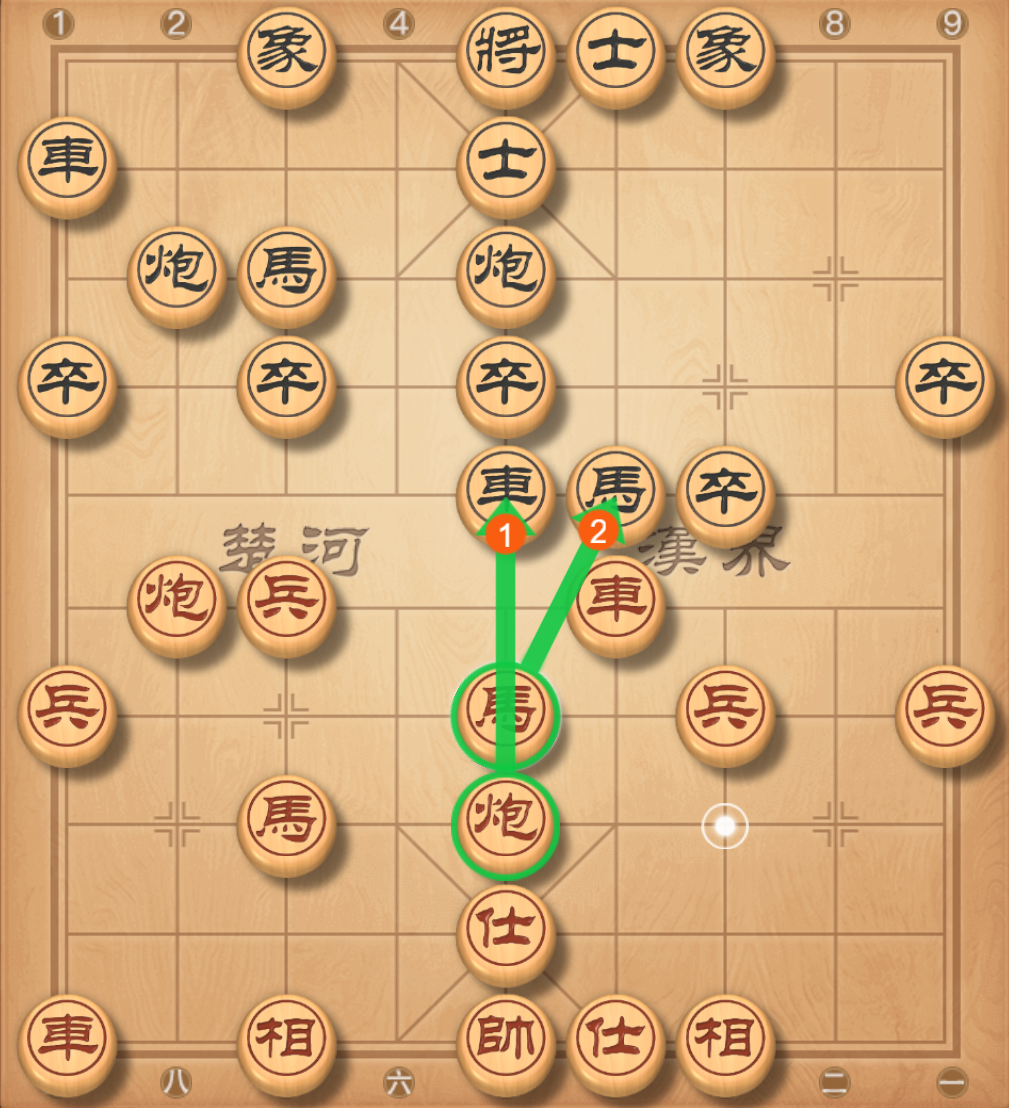 1 2 4 8 9
象 將 士 象
車 士
炮 馬 炮
卒 卒 卒 卒
車 馬 卒
1 2
楚河 漢界
炮 兵 車
兵 馬 兵 兵
馬 炮
仕
車 相 帥 仕 相
八 六 二 一